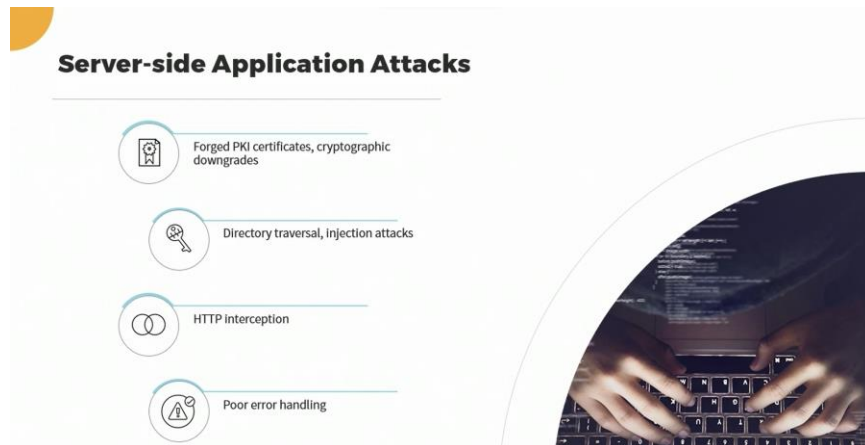 Server-side Application Attacks
Forged PKI certificates, cryptographic
downgrades
Directory traversal, injection attacks
HTTP interception
Poor error handling